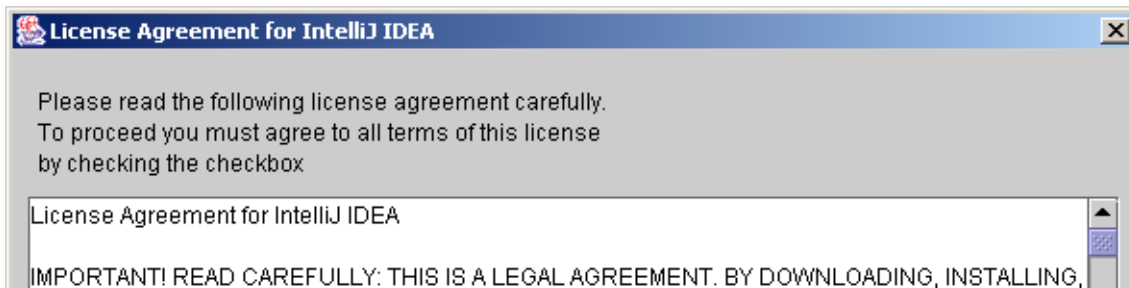 License Agreement for IntelliJ IDEA
Please read the following license agreement carefully.
To proceed you must agree to all terms of this license
by checking the checkbox
License Agreement for IntelliJ IDEA
IMPORTANT! READ CAREFULLY: THIS IS A LEGAL AGREEMENT. BY DOWNLOADING, INSTALLING,